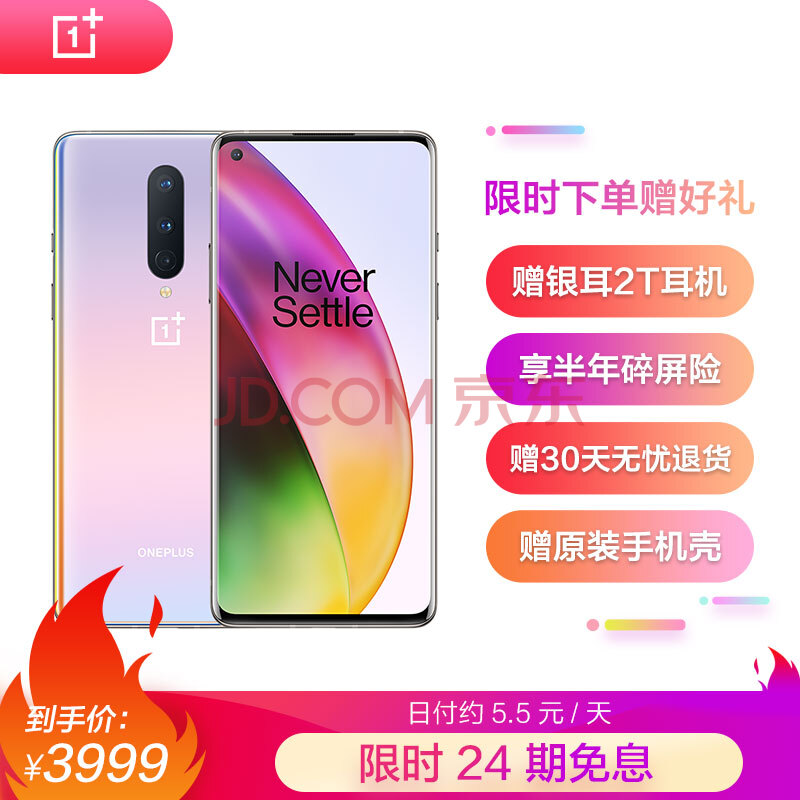 1+
限时下单赠好礼
Never
Settle
1+
赠银耳2T耳机
享半年碎屏险
JD.COM 京东
赠30天无忧退货
赠原装手机壳
ONEPLUS
到手价：
¥3999
日付约 5.5 元 / 天
限时 24 期免息